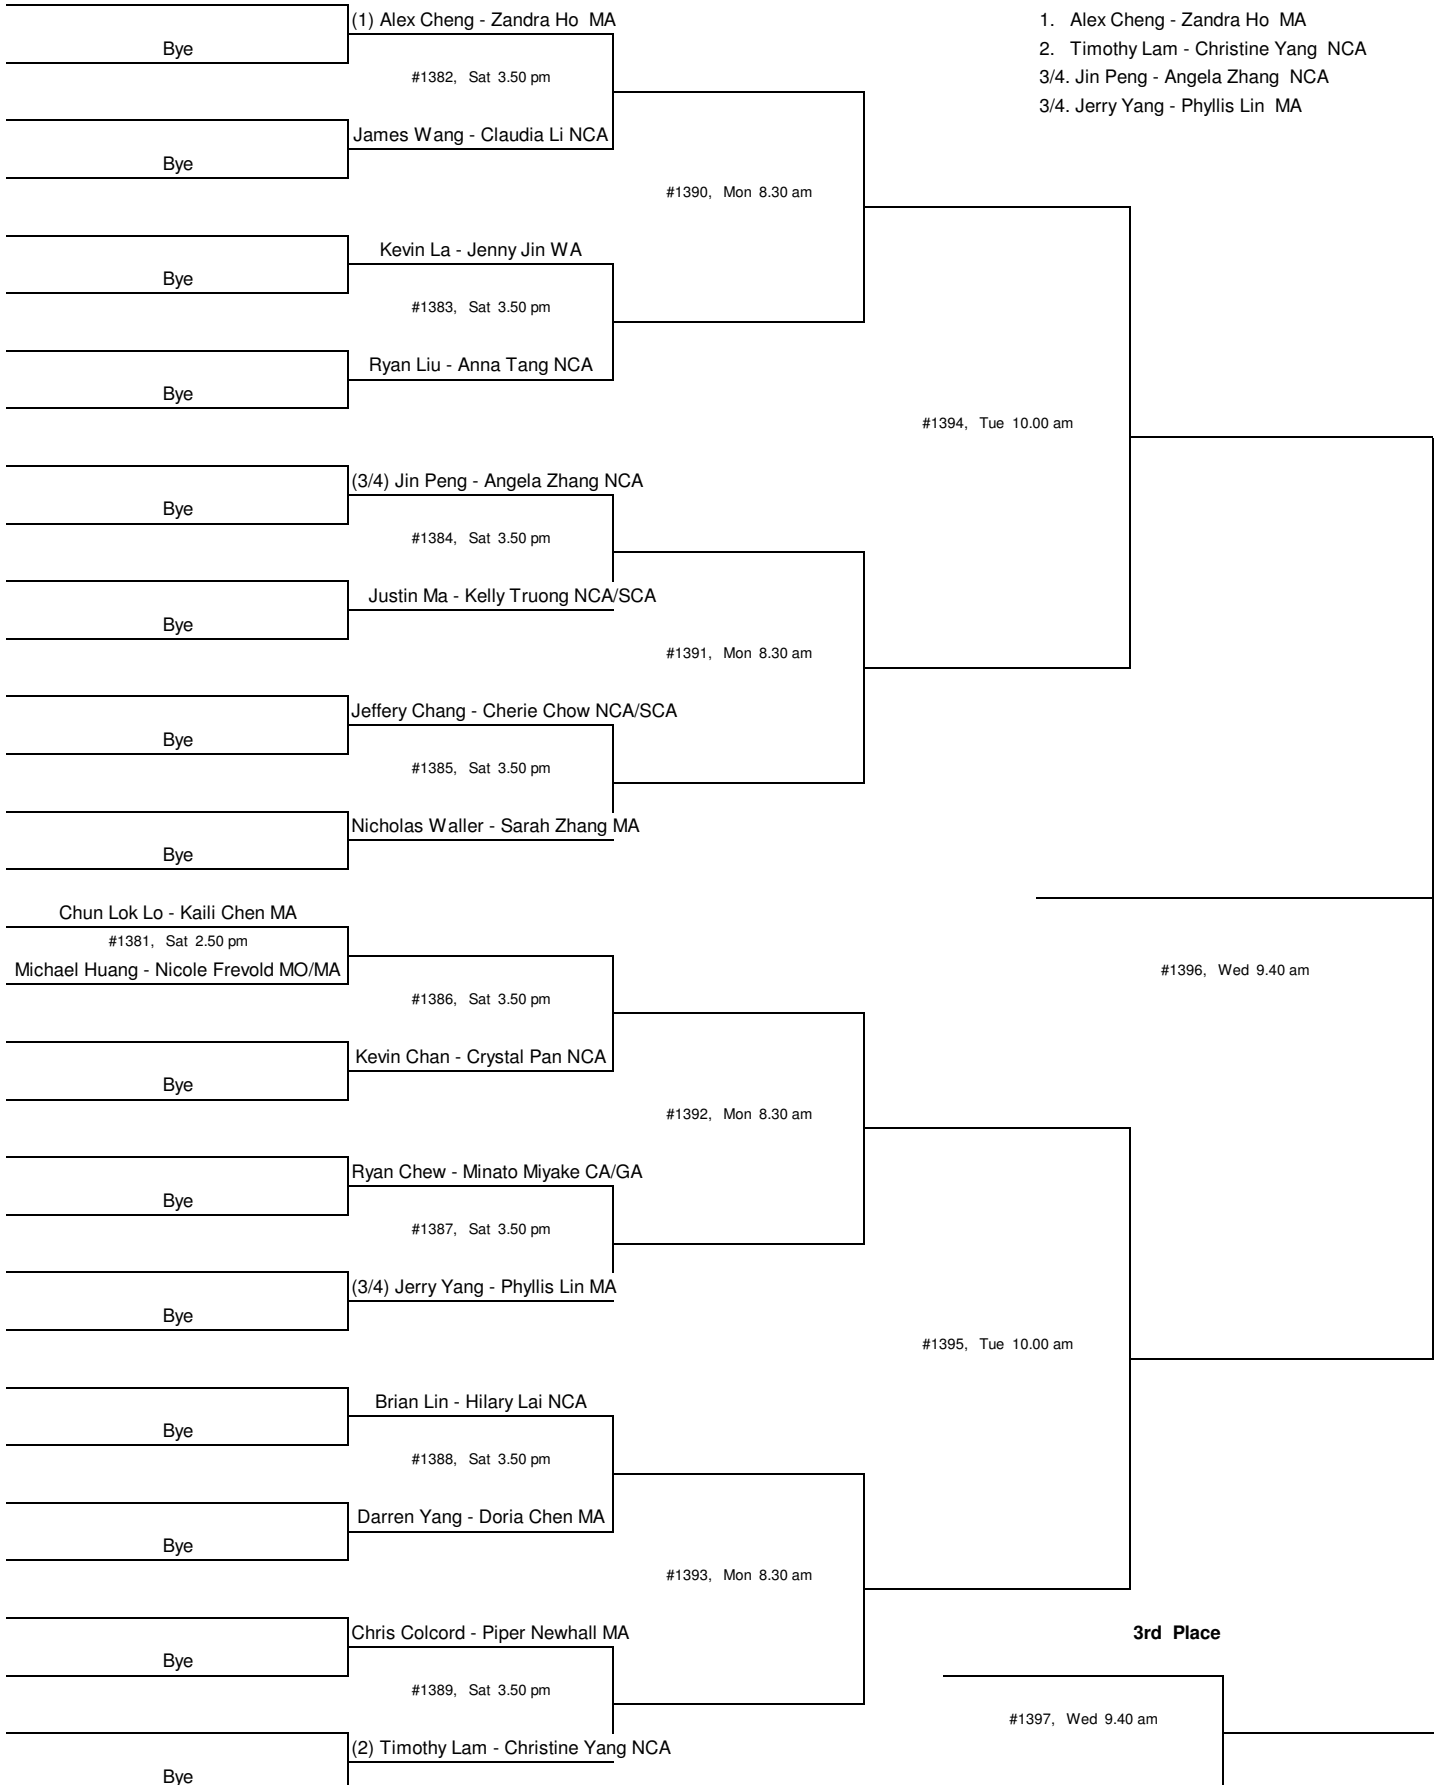 (1) Alex Cheng - Zandra Ho MA
1. Alex Cheng - Zandra Ho MA
Bye
2. Timothy Lam - Christine Yang NCA
#1382, Sat 3.50 pm
3/4. Jin Peng - Angela Zhang NCA
3/4. Jerry Yang - Phyllis Lin MA
James Wang - Claudia Li NCA
Bye
#1390, Mon 8.30 am
Kevin La - Jenny Jin WA
Bye
#1383, Sat 3.50 pm
Ryan Liu - Anna Tang NCA
Bye
#1394, Tue 10.00 am
(3/4) Jin Peng - Angela Zhang NCA
Bye
#1384, Sat 3.50 pm
Justin Ma - Kelly Truong NCA/SCA
Bye
#1391, Mon 8.30 am
Jeffery Chang - Cherie Chow NCA/SCA
Bye
#1385, Sat 3.50 pm
Nicholas Waller - Sarah Zhang MA
Bye
Chun Lok Lo - Kaili Chen MA
#1381, Sat 2.50 pm
Michael Huang - Nicole Frevold MO/MA
#1396, Wed 9.40 am
#1386, Sat 3.50 pm
Kevin Chan - Crystal Pan NCA
Bye
#1392, Mon 8.30 am
Ryan Chew - Minato Miyake CA/GA
Bye
#1387, Sat 3.50 pm
(3/4) Jerry Yang - Phyllis Lin MA
Bye
#1395, Tue 10.00 am
Brian Lin - Hilary Lai NCA
Bye
#1388, Sat 3.50 pm
Darren Yang - Doria Chen MA
Bye
#1393, Mon 8.30 am
Chris Colcord - Piper Newhall MA
3rd Place
Bye
#1389, Sat 3.50 pm
#1397, Wed 9.40 am
(2) Timothy Lam - Christine Yang NCA
Bye